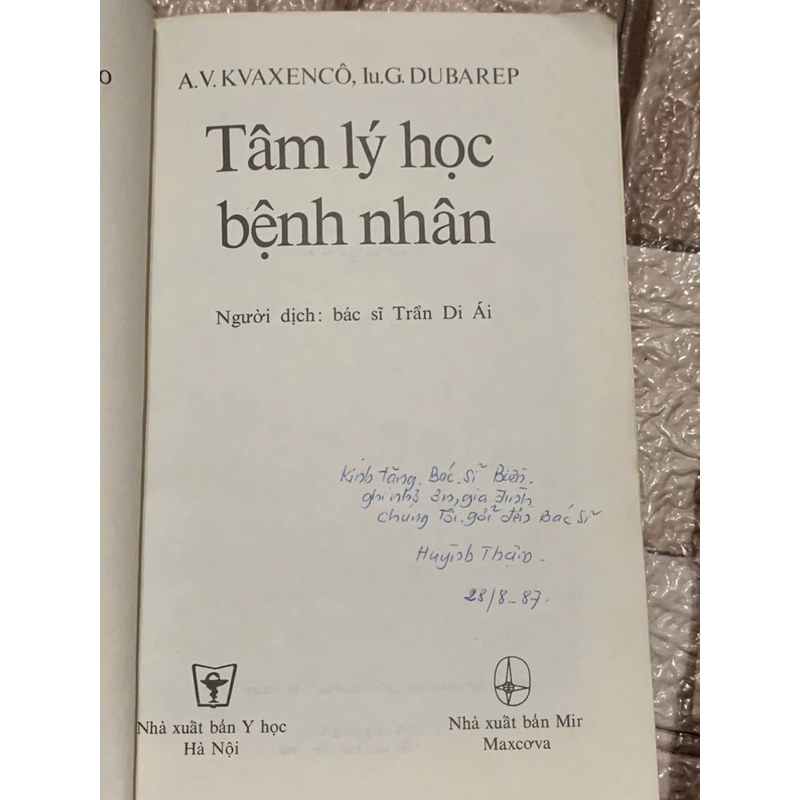 O
A.V. KVAXENCÔ, Iu.G. DUBAREP
Tâm lý học
bệnh nhân
Người dịch: bác sĩ Trần Di Ái
Kính tặng, Bác Sĩ
ghi nhớ ơn, gia đình
chúng Tôi gởi đến Bác Sĩ
Huỳnh
28/8-87.
Nhà xuất bản Y học
Hà Nội
Nhà xuất bản Mir
Maxcơva